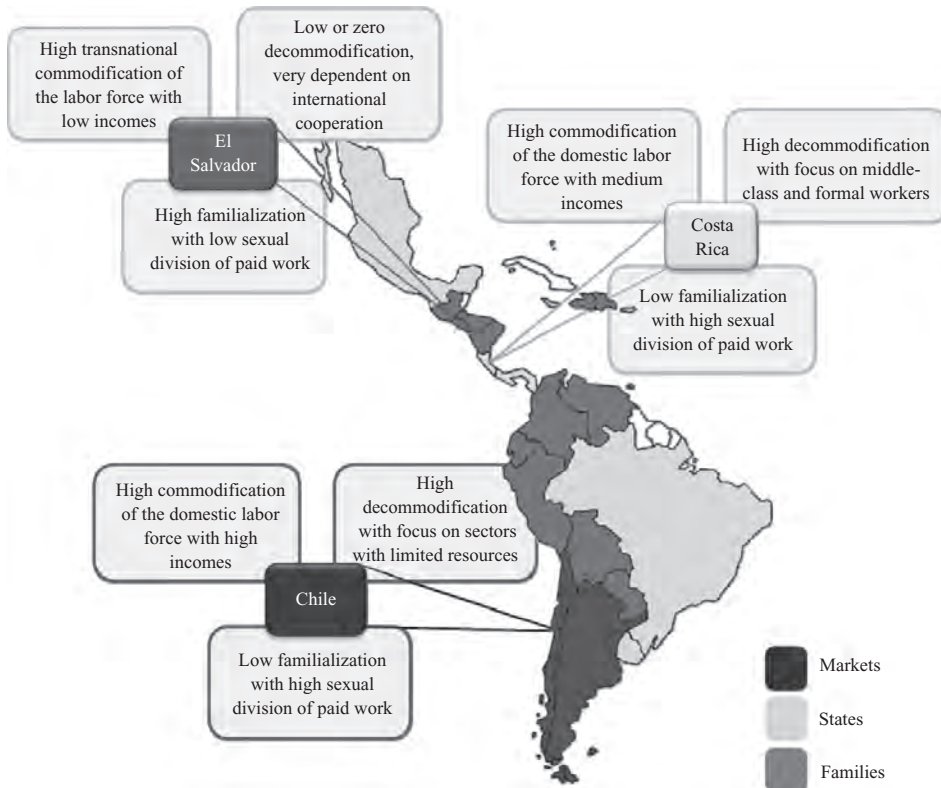 High transnational
commodification of
the labor force with
low incomes
Low or zero
decommodification,
very dependent on
international
cooperation
El
Salvador
High familialization
with low sexual
division of paid work
High commodification
of the domestic labor
force with medium
incomes
High decommodification
with focus on middle-
class and formal workers
Costa
Rica
Low familialization
with high sexual
division of paid work
High commodification
of the domestic labor
force with high
incomes
High
decommodification
with focus on sectors
with limited resources
Chile
Low familialization
with high sexual
division of paid work
Markets
States
Families